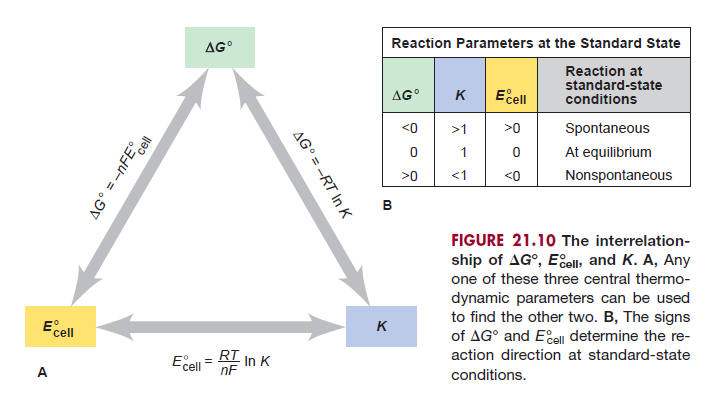 ΔG°
ΔG° = –nFE°cell
ΔG° = –RT ln K
E°cell
K
E°cell = RT/nF ln K
A
Reaction Parameters at the Standard State
ΔG° K E°cell Reaction at standard-state conditions
<0 >1 >0 Spontaneous
0 1 0 At equilibrium
>0 <1 <0 Nonspontaneous
B
FIGURE 21.10 The interrelation-
ship of ΔG°, E°cell, and K. A, Any
one of these three central thermo-
dynamic parameters can be used
to find the other two. B, The signs
of ΔG° and E°cell determine the re-
action direction at standard-state
conditions.